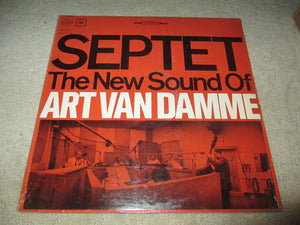 SEPTET
The New Sound Of
ART VAN DAMME